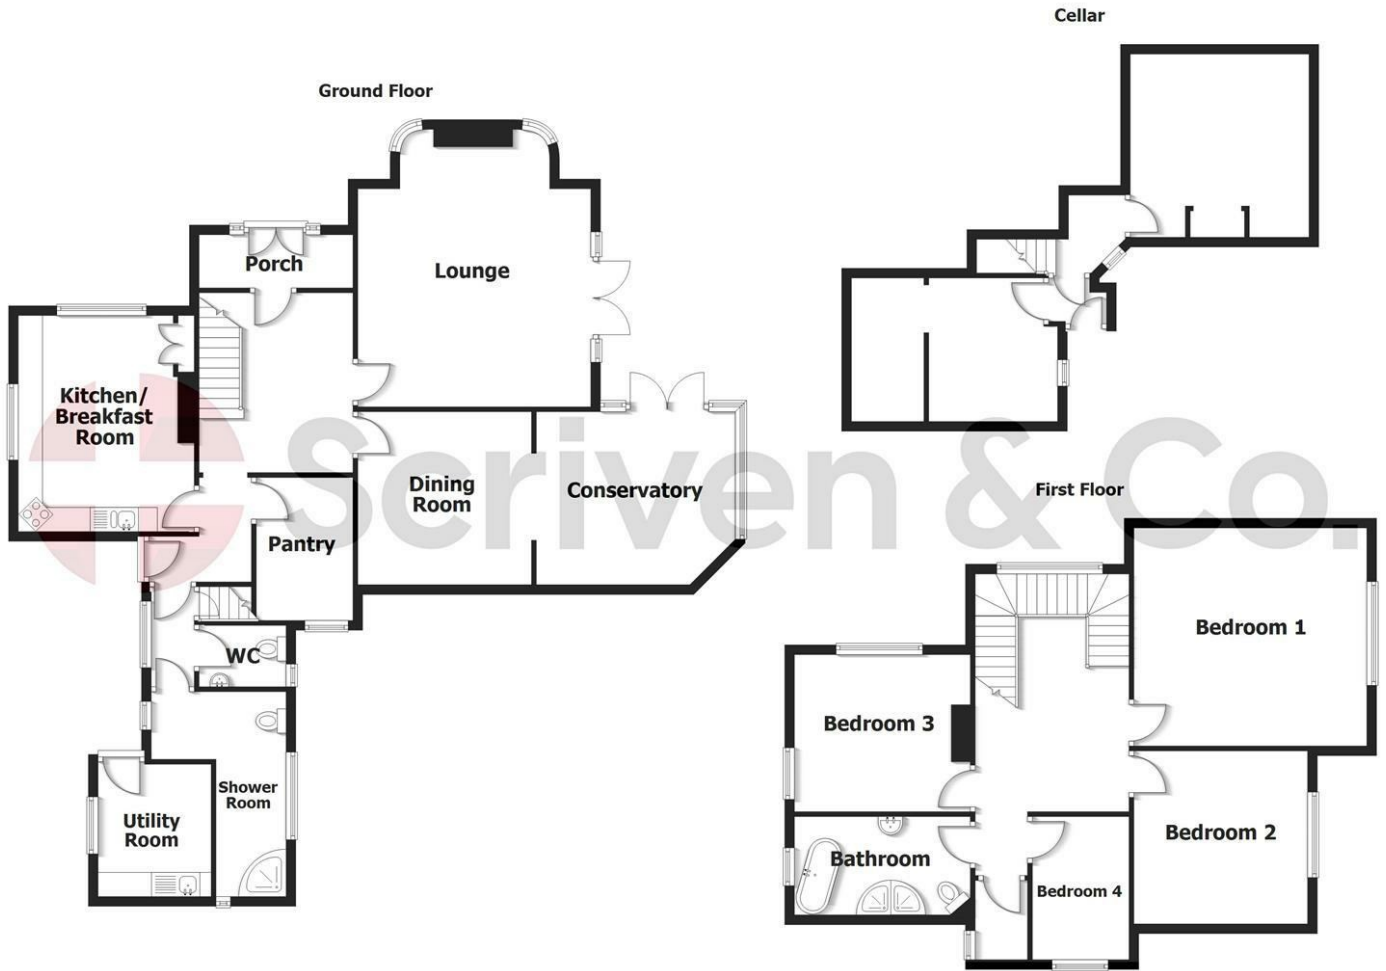 Cellar
Ground Floor
Porch
Lounge
Kitchen/
Breakfast
Room
Dining
Room
Conservatory
Pantry
WC
Shower
Room
Utility
Room
Scriven & Co.
First Floor
Bedroom 1
Bedroom 3
Bedroom 2
Bathroom
Bedroom 4